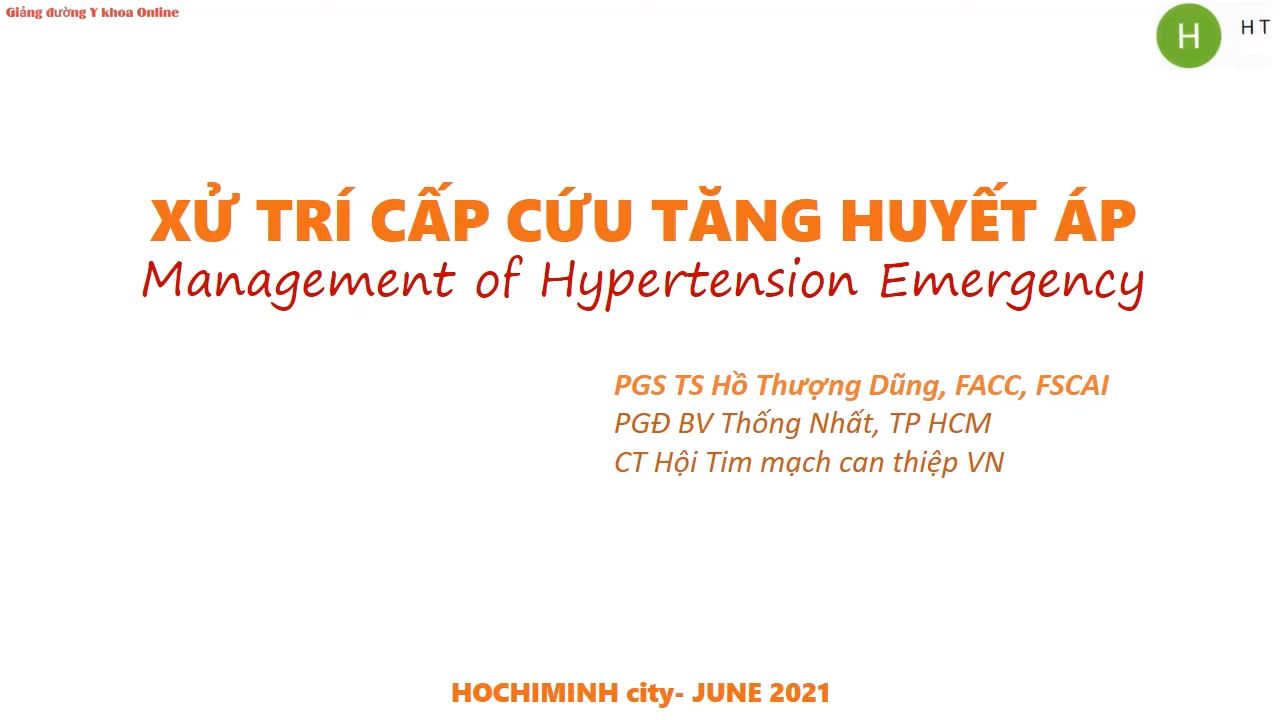 Giảng đường Y khoa Online
H
H T
XỬ TRÍ CẤP CỨU TĂNG HUYẾT ÁP
Management of Hypertension Emergency
PGS TS Hồ Thượng Dũng, FACC, FSCAI
PGĐ BV Thống Nhất, TP HCM
CT Hội Tim mạch can thiệp VN
HOCHIMINH city- JUNE 2021